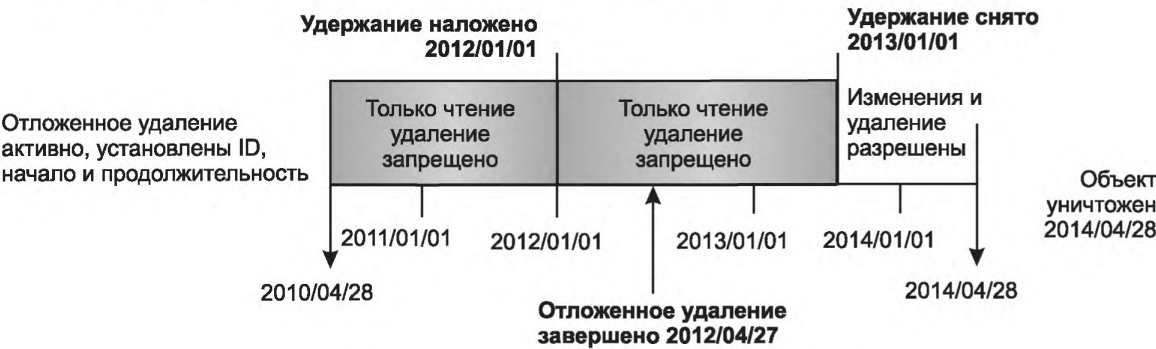 Удержание наложено
2012/01/01
Удержание снято
2013/01/01
Отложенное удаление
активно, установлены ID,
начало и продолжительность
Только чтение
удаление
запрещено
Только чтение
удаление
запрещено
Изменения и
удаление
разрешены
Объект
уничтожен
2014/04/28
2011/01/01
2012/01/01
2013/01/01
2014/01/01
2010/04/28
2014/04/28
Отложенное удаление
завершено 2012/04/27